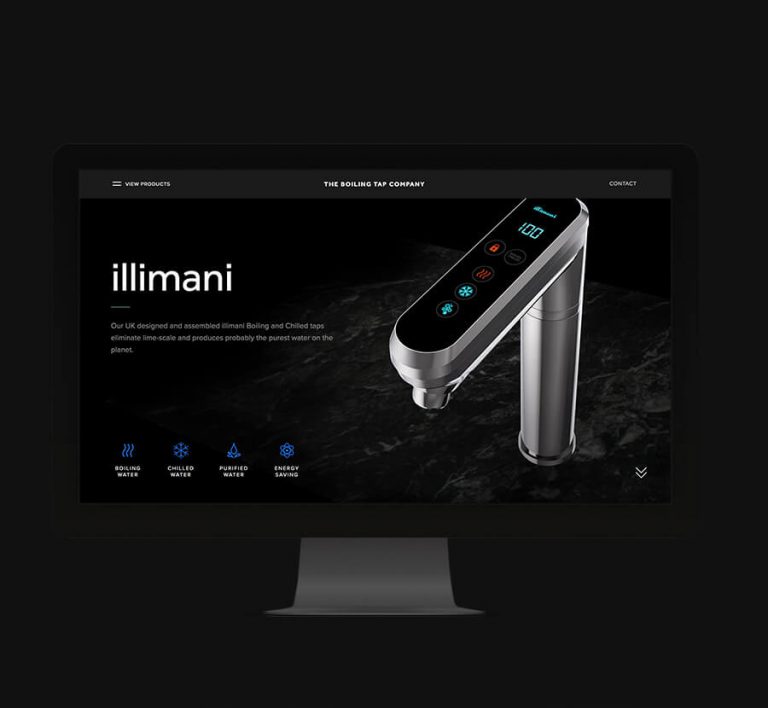 VIEW PRODUCTS
THE BOILING TAP COMPANY
CONTACT
illimani
100
illimani
Our UK designed and assembled illimani Boiling and Chilled taps
eliminate lime-scale and produces probably the purest water on the
planet.
BOILING
WATER
CHILLED
WATER
PURIFIED
WATER
ENERGY
SAVING